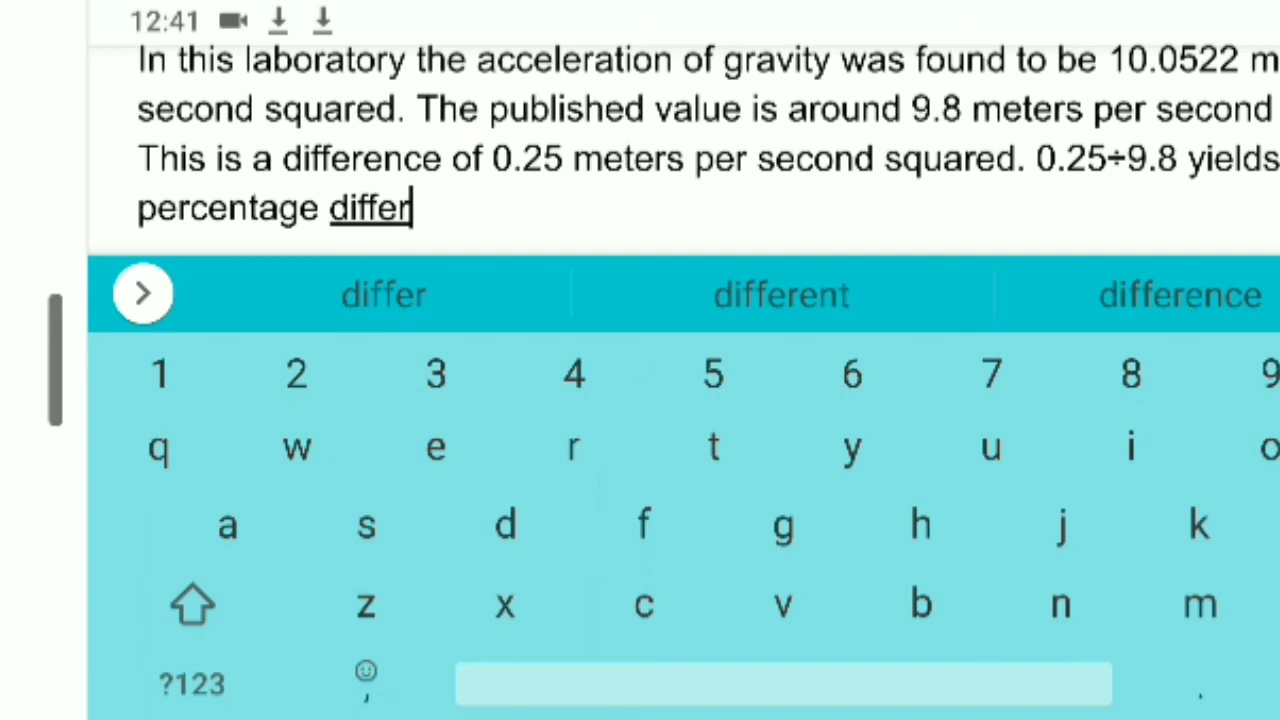 12:41
In this laboratory the acceleration of gravity was found to be 10.0522 m
second squared. The published value is around 9.8 meters per second
This is a difference of 0.25 meters per second squared. 0.25÷9.8 yields
percentage differ
differ different difference
1 2 3 4 5 6 7 8 9
q w e r t y u i o
a s d f g h j k
z x c v b n m
?123 , .